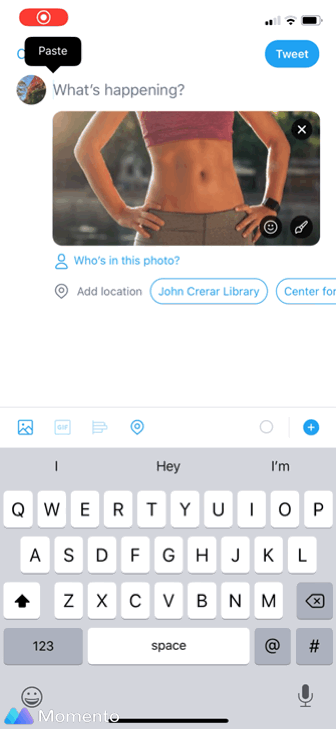 Paste
Tweet
What's happening?
Who's in this photo?
Add location
John Crerar Library
Center for
GIF
I
Hey
I'm
Q W E R T Y U I O P
A S D F G H J K L
Z X C V B N M
123
space
@
#
Momento